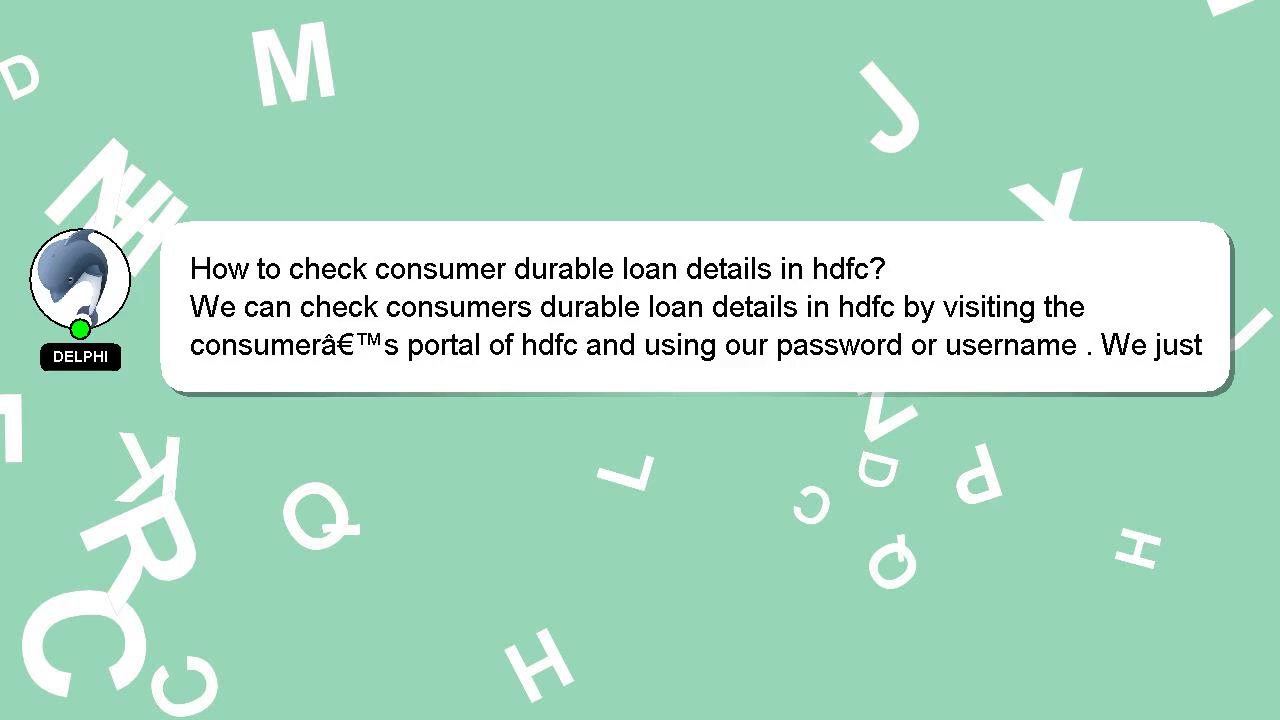 D
M
J
N
H
H
X
How to check consumer durable loan details in hdfc?
We can check consumers durable loan details in hdfc by visiting the
consumerâ€™s portal of hdfc and using our password or username . We just
DELPHI
Z
D
L
P
C
Q
K
R
Q
H
C
H
C